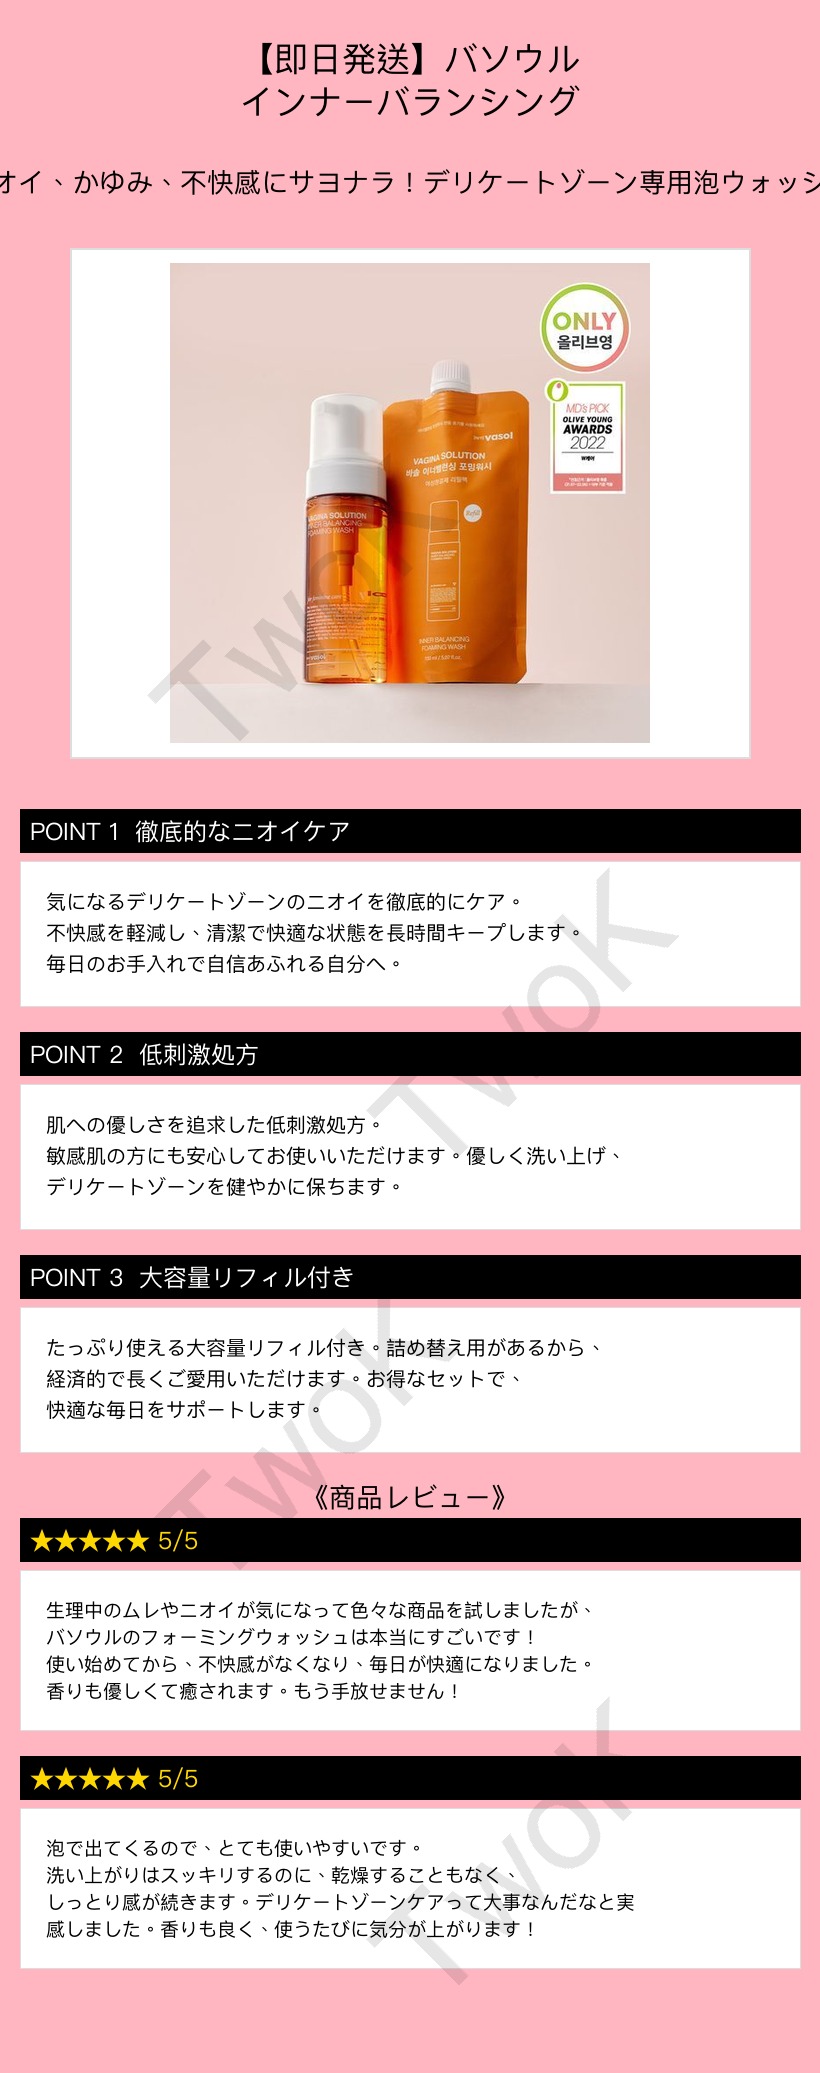 【即日発送】バソウル
インナーバランシング
オイ、かゆみ、不快感にサヨナラ！デリケートゾーン専用泡ウォッシ
ONLY
올리브영
MD's PICK
OLIVE YOUNG
AWARDS
2022
W케어
vasol
VAGINA SOLUTION
바솔 이너밸런싱 포밍워시
여성청결제 리필팩
VAGINA SOLUTION
INNER BALANCING
FOAMING WASH
INNER BALANCING
FOAMING WASH
vasol
TwoK
POINT 1 徹底的なニオイケア
気になるデリケートゾーンのニオイを徹底的にケア。
不快感を軽減し、清潔で快適な状態を長時間キープします。
毎日のお手入れで自信あふれる自分へ。
TwoK
POINT 2 低刺激処方
肌への優しさを追求した低刺激処方。
敏感肌の方にも安心してお使いいただけます。優しく洗い上げ、
デリケートゾーンを健やかに保ちます。
POINT 3 大容量リフィル付き
たっぷり使える大容量リフィル付き。詰め替え用があるから、
経済的で長くご愛用いただけます。お得なセットで、
快適な毎日をサポートします。
TwoK
《商品レビュー》
★★★★★ 5/5
生理中のムレやニオイが気になって色々な商品を試しましたが、
バソウルのフォーミングウォッシュは本当にすごいです！
使い始めてから、不快感がなくなり、毎日が快適になりました。
香りも優しくて癒されます。もう手放せません！
★★★★★ 5/5
泡で出てくるので、とても使いやすいです。
洗い上がりはスッキリするのに、乾燥することもなく、
しっとり感が続きます。デリケートゾーンケアって大事なんだなと実
感しました。香りも良く、使うたびに気分が上がります！
TwoK